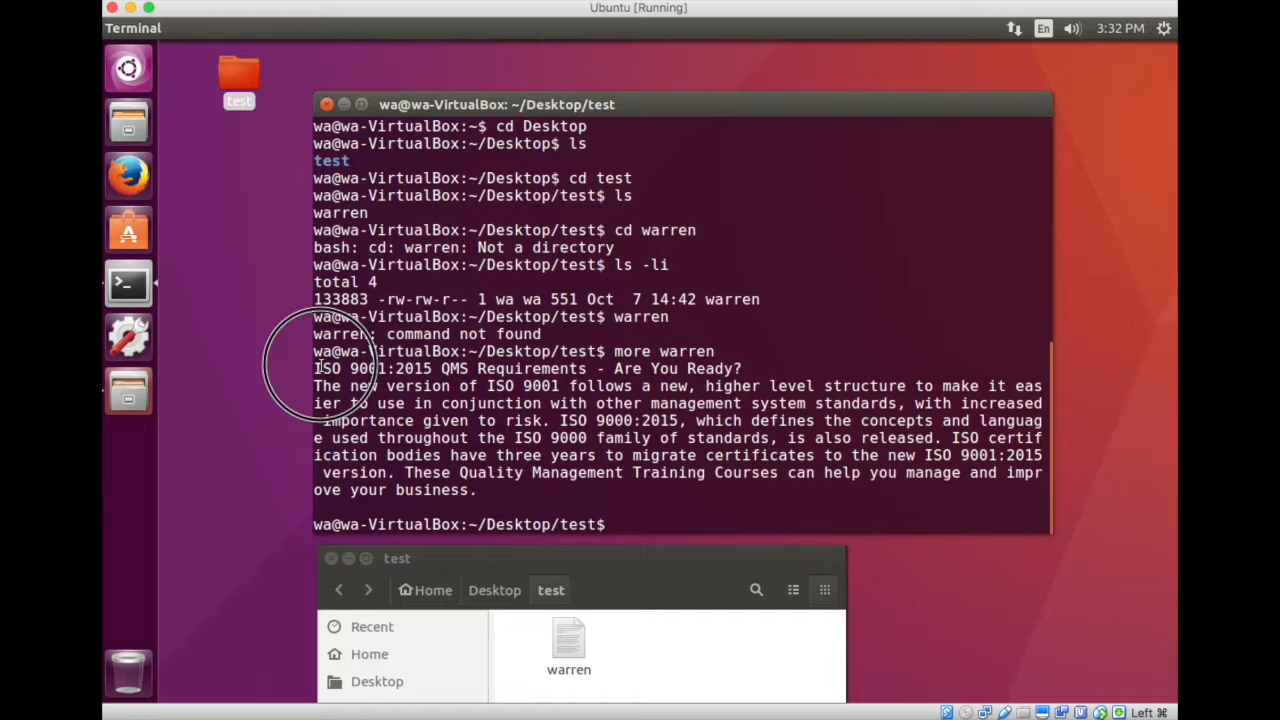 Ubuntu [Running]
Terminal
En
3:32 PM
test
wa@wa-VirtualBox: ~/Desktop/test
wa@wa-VirtualBox:~$ cd Desktop
wa@wa-VirtualBox:~/Desktop$ ls
test
wa@wa-VirtualBox:~/Desktop$ cd test
wa@wa-VirtualBox:~/Desktop/test$ ls
warren
wa@wa-VirtualBox:~/Desktop/test$ cd warren
bash: cd: warren: Not a directory
wa@wa-VirtualBox:~/Desktop/test$ ls -li
total 4
133883 -rw-rw-r-- 1 wa wa 551 Oct  7 14:42 warren
wa@wa-VirtualBox:~/Desktop/test$ warren
warren: command not found
wa@wa-VirtualBox:~/Desktop/test$ more warren
ISO 9001:2015 QMS Requirements - Are You Ready?
The new version of ISO 9001 follows a new, higher level structure to make it eas
ier to use in conjunction with other management system standards, with increased
 importance given to risk. ISO 9000:2015, which defines the concepts and languag
e used throughout the ISO 9000 family of standards, is also released. ISO certif
ication bodies have three years to migrate certificates to the new ISO 9001:2015
 version. These Quality Management Training Courses can help you manage and impr
ove your business.
wa@wa-VirtualBox:~/Desktop/test$
test
Home Desktop test
Recent
Home
Desktop
warren
Left ⌘